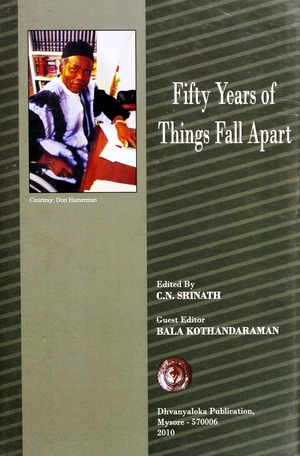 Fifty Years of
Things Fall Apart
Courtesy: Don Hamerman
Edited By
C.N. SRINATH
Guest Editor
BALA KOTHANDARAMAN
Dhvanyaloka Publication,
Mysore - 570006
2010